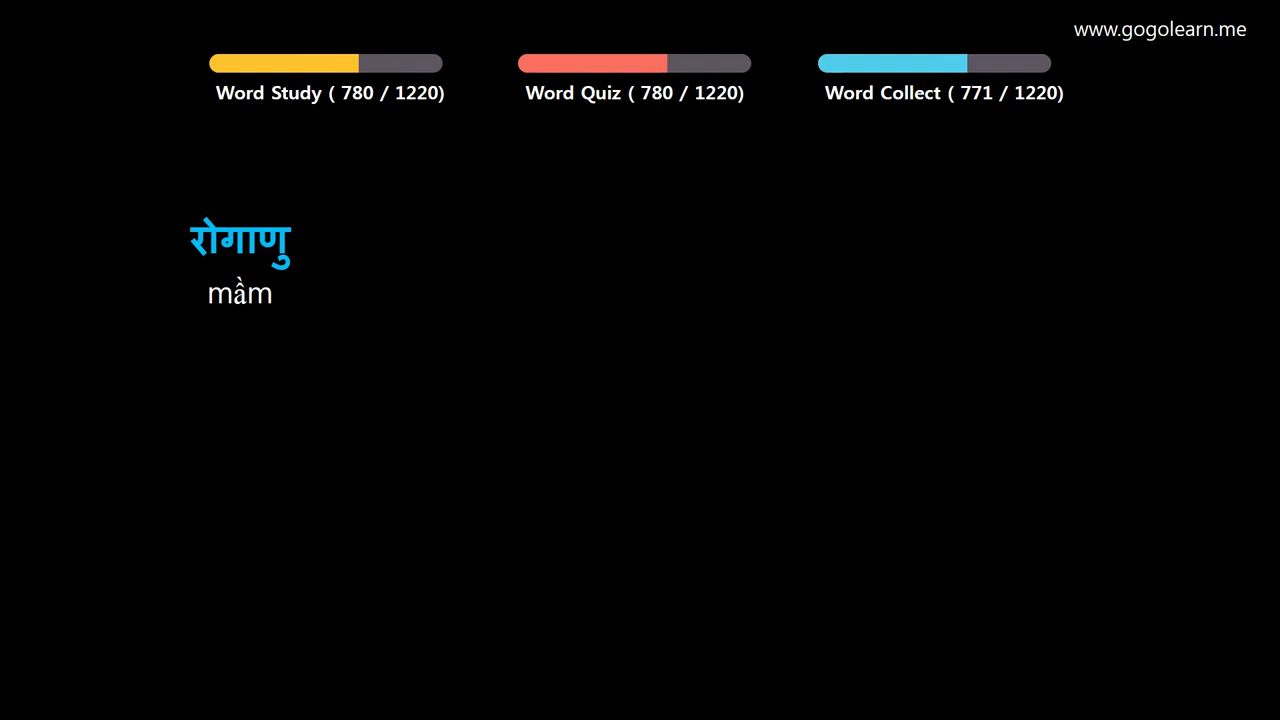 www.gogolearn.me
Word Study ( 780 / 1220)
Word Quiz ( 780 / 1220)
Word Collect ( 771 / 1220)
रोगाणु
mầm